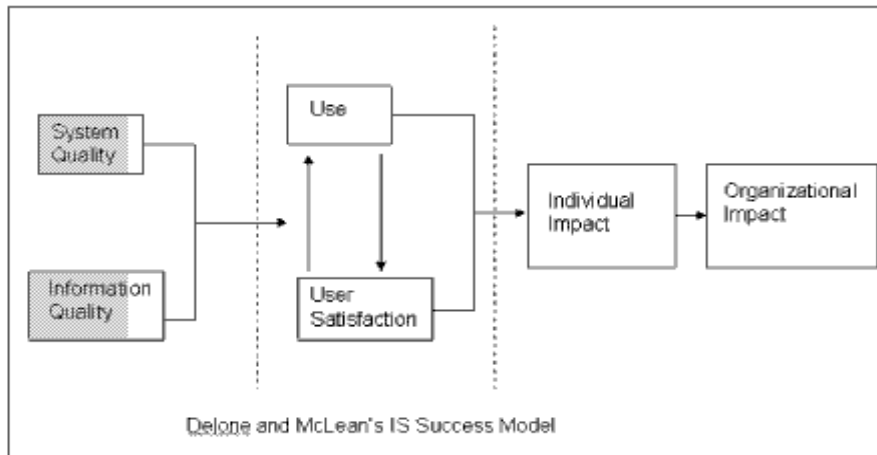 System
Quality
Information
Quality
Use
User
Satisfaction
Individual
Impact
Organizational
Impact
Delone and McLean's IS Success Model